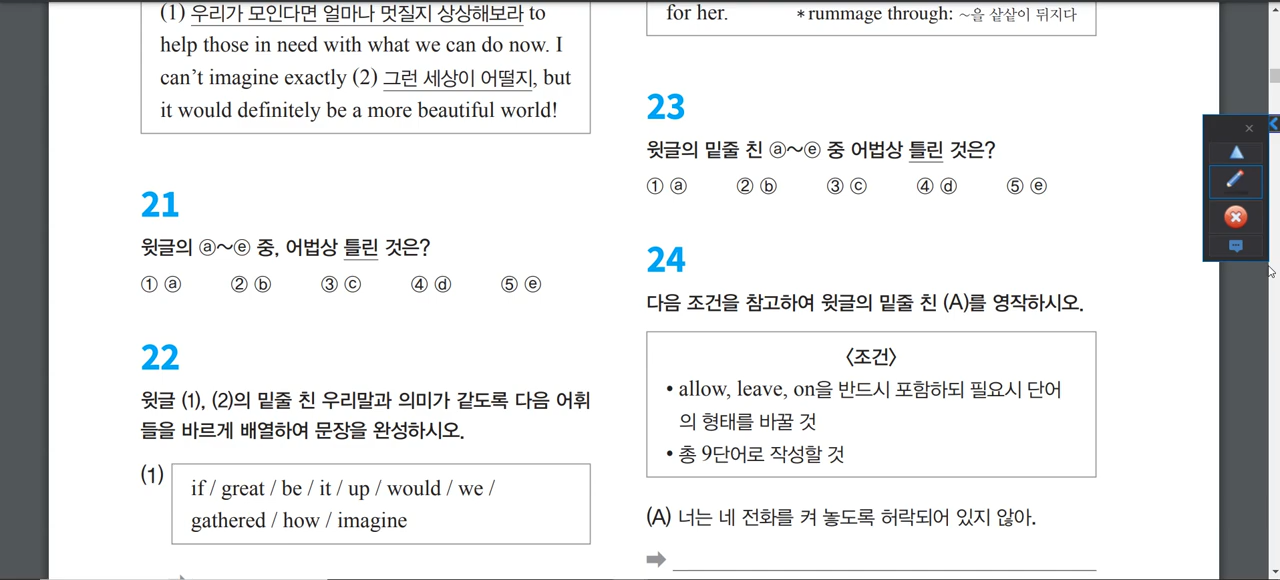 (1) 우리가 모인다면 얼마나 멋질지 상상해보라 to
help those in need with what we can do now. I
can't imagine exactly (2) 그런 세상이 어떨지, but
it would definitely be a more beautiful world!
21
윗글의 ⓐ~ⓔ 중, 어법상 틀린 것은?
① ⓐ ② ⓑ ③ ⓒ ④ ⓓ ⑤ ⓔ
22
윗글 (1), (2)의 밑줄 친 우리말과 의미가 같도록 다음 어휘
들을 바르게 배열하여 문장을 완성하시오.
(1)
if / great / be / it / up / would / we /
gathered / how / imagine
for her. *rummage through: ~을 샅샅이 뒤지다
23
윗글의 밑줄 친 ⓐ~ⓔ 중 어법상 틀린 것은?
① ⓐ ② ⓑ ③ ⓒ ④ ⓓ ⑤ ⓔ
24
다음 조건을 참고하여 윗글의 밑줄 친 (A)를 영작하시오.
〈조건〉
• allow, leave, on을 반드시 포함하되 필요시 단어
의 형태를 바꿀 것
• 총 9단어로 작성할 것
(A) 너는 네 전화를 켜 놓도록 허락되어 있지 않아.